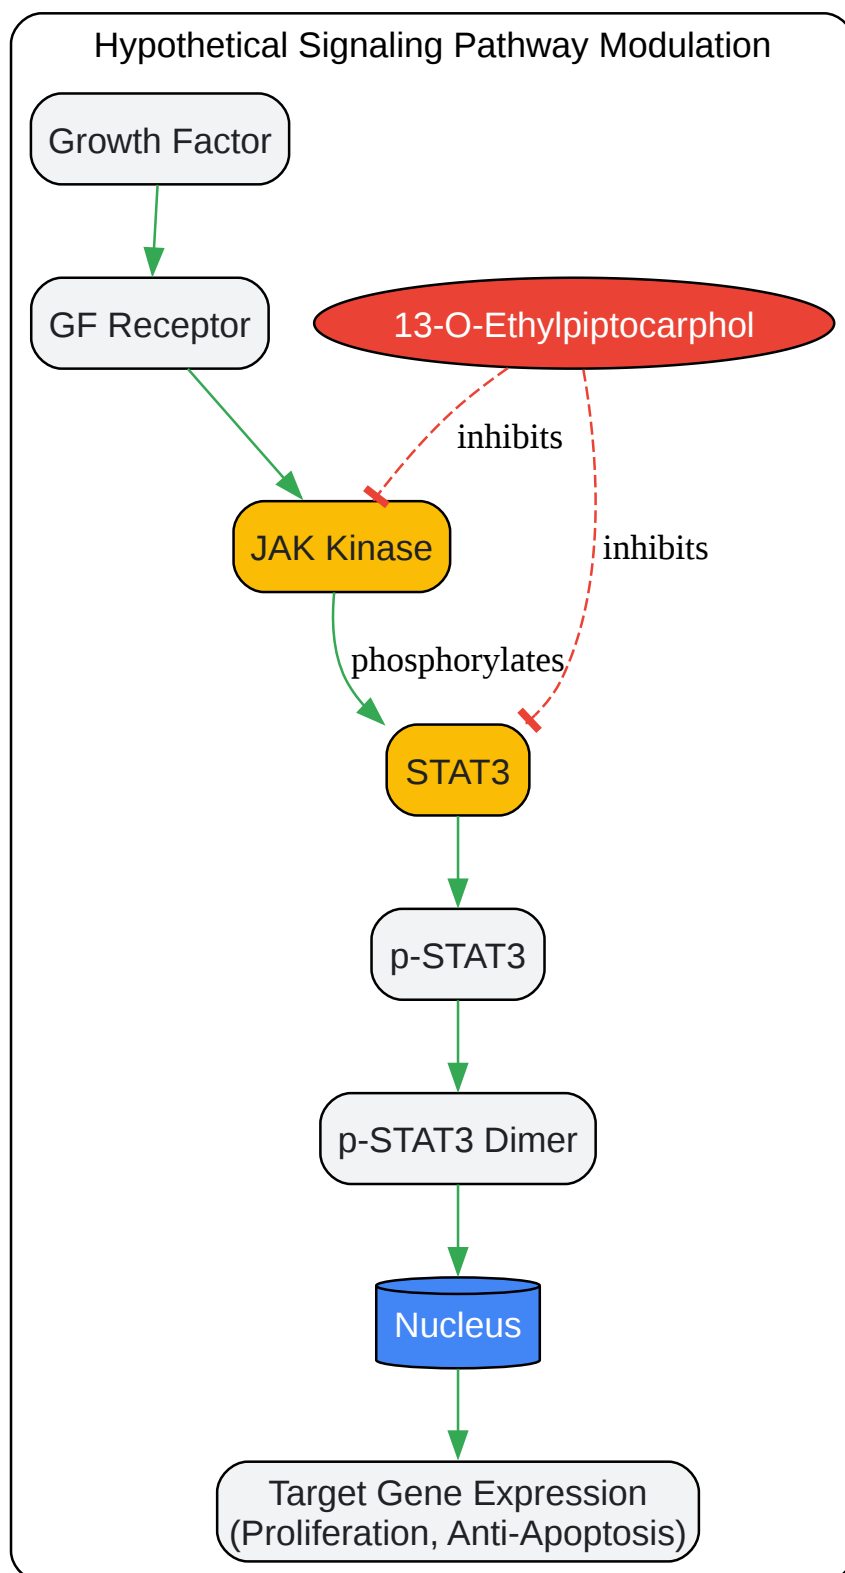 Hypothetical Signaling Pathway Modulation
Growth Factor
GF Receptor
13-O-Ethylpiptocarphol
inhibits
JAK Kinase
inhibits
phosphorylates
STAT3
p-STAT3
p-STAT3 Dimer
Nucleus
Target Gene Expression
(Proliferation, Anti-Apoptosis)